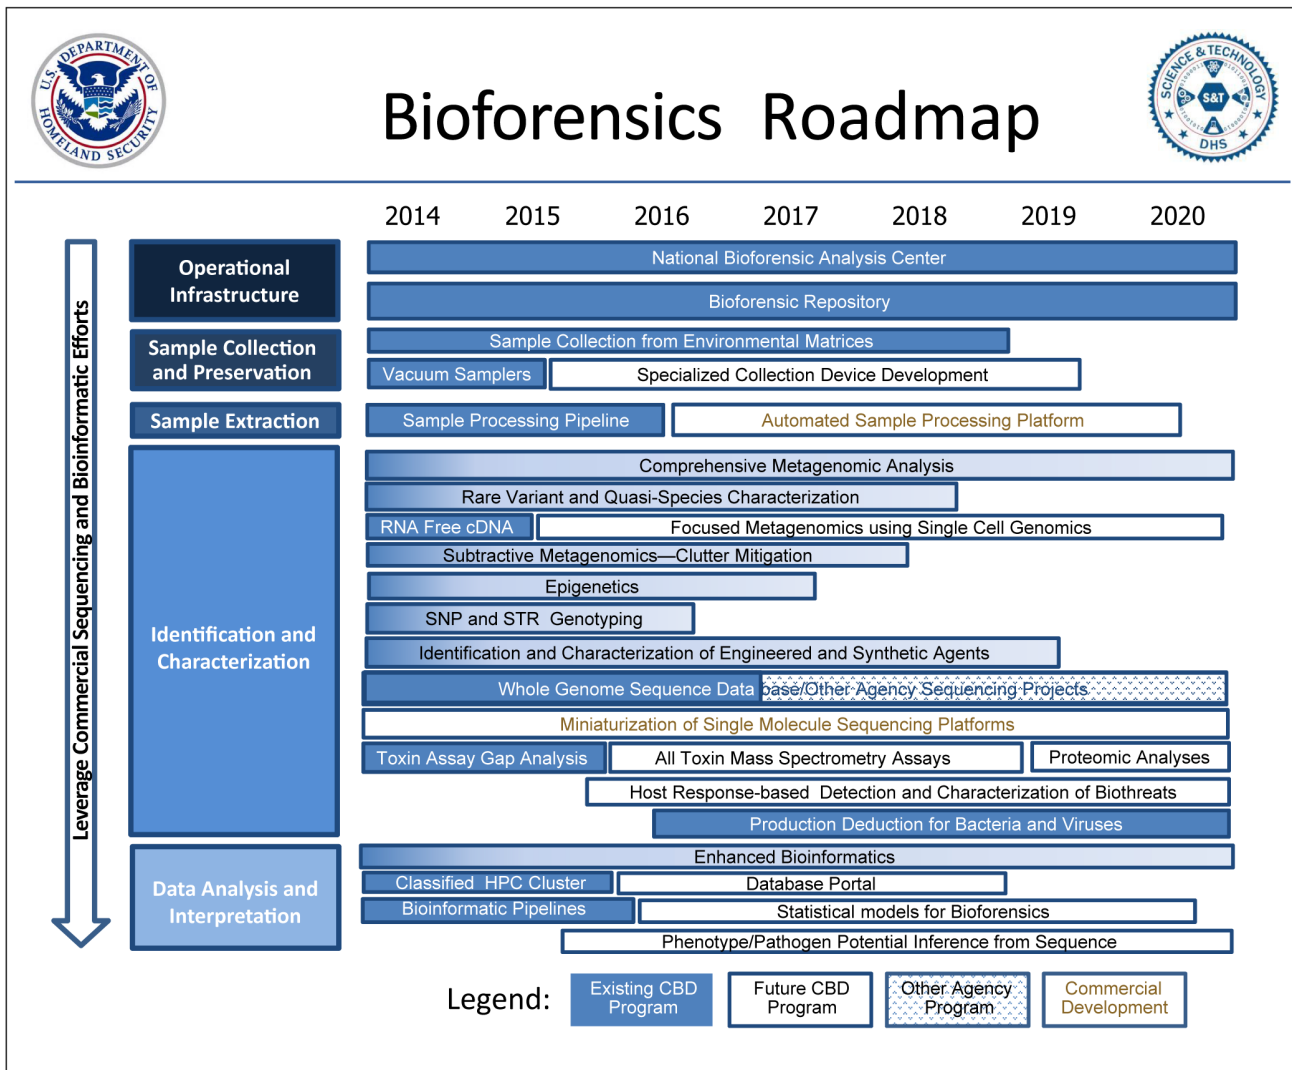 U.S. DEPARTMENT OF
HOMELAND SECURITY
Bioforensics Roadmap
SCIENCE & TECHNOLOGY
S&T
DHS
2014 2015 2016 2017 2018 2019 2020
Leverage Commercial Sequencing and Bioinformatic Efforts
Operational
Infrastructure
National Bioforensic Analysis Center
Bioforensic Repository
Sample Collection
and Preservation
Sample Collection from Environmental Matrices
Vacuum Samplers
Specialized Collection Device Development
Sample Extraction
Sample Processing Pipeline
Automated Sample Processing Platform
Identification and
Characterization
Comprehensive Metagenomic Analysis
Rare Variant and Quasi-Species Characterization
RNA Free cDNA
Focused Metagenomics using Single Cell Genomics
Subtractive Metagenomics—Clutter Mitigation
Epigenetics
SNP and STR Genotyping
Identification and Characterization of Engineered and Synthetic Agents
Whole Genome Sequence Database/Other Agency Sequencing Projects
Miniaturization of Single Molecule Sequencing Platforms
Toxin Assay Gap Analysis
All Toxin Mass Spectrometry Assays
Proteomic Analyses
Host Response-based Detection and Characterization of Biothreats
Production Deduction for Bacteria and Viruses
Data Analysis and
Interpretation
Enhanced Bioinformatics
Classified HPC Cluster
Database Portal
Bioinformatic Pipelines
Statistical models for Bioforensics
Phenotype/Pathogen Potential Inference from Sequence
Legend:
Existing CBD
Program
Future CBD
Program
Other Agency
Program
Commercial
Development